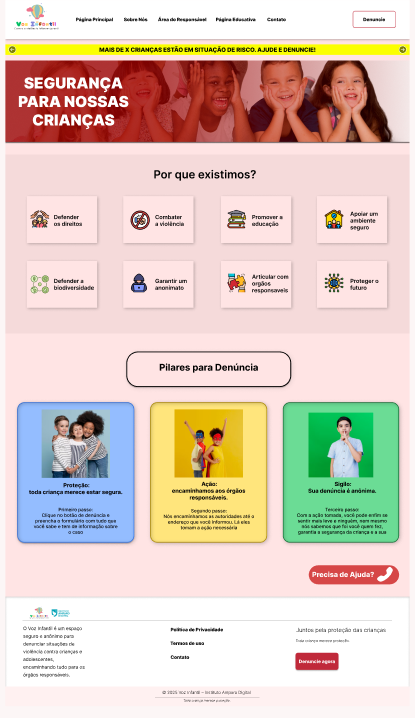 Voz Infantil
Página Principal Sobre Nós Área do Responsável Página Educativa Contato Denuncie
MAIS DE X CRIANÇAS ESTÃO EM SITUAÇÃO DE RISCO. AJUDE E DENUNCIE!
SEGURANÇA
PARA NOSSAS
CRIANÇAS
Por que existimos?
Defender
os direitos
Combater
a violência
Promover a
educação
Apoiar um
ambiente
seguro
Defender a
biodiversidade
Garantir um
anonimato
Articular com
orgãos
responsaveis
Proteger o
futuro
Pilares para Denúncia
Proteção:
toda criança merece estar segura.
Primeiro passo:
Clique no botão de denúncia e
preencha o formulário com tudo que
você sabe e tem de informação sobre
o caso
Ação:
encaminhamos aos órgãos
responsáveis.
Segundo passo:
Nós encaminhamos as autoridades até o
endereço que você informou. Lá eles
tomam a ação necessária
Sigilo:
Sua denúncia é anônima.
Terceiro passo:
Com a ação tomada, você pode enfim se
sentir mais leve e ninguém, nem mesmo
nós sabemos que foi você quem fez,
garantia a segurança da criança e a sua
Precisa de Ajuda?
O Voz Infantil é um espaço
seguro e anônimo para
denunciar situações de
violência contra crianças e
adolescentes,
encaminhando tudo para os
órgãos responsáveis.
Política de Privacidade
Termos de uso
Contato
Juntos pela proteção das crianças
Toda criança merece proteção.
Denuncie agora
© 2025 Voz Infantil – Instituto Amparo Digital
Toda criança merece proteção.